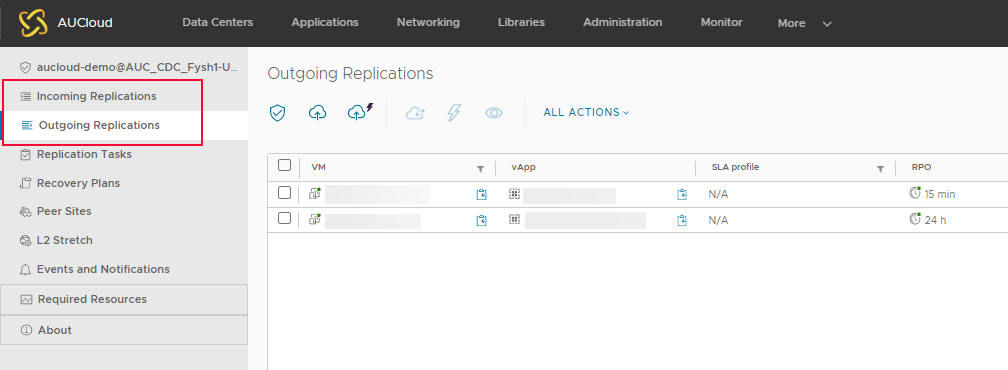 AUCloud Data Centers Applications Networking Libraries Administration Monitor More
aucloud-demo@AUC_CDC_Fysh1-U...
Incoming Replications
Outgoing Replications
Replication Tasks
Recovery Plans
Peer Sites
L2 Stretch
Events and Notifications
Required Resources
About
Outgoing Replications
ALL ACTIONS
VM vApp SLA profile RPO
N/A 15 min
N/A 24 h